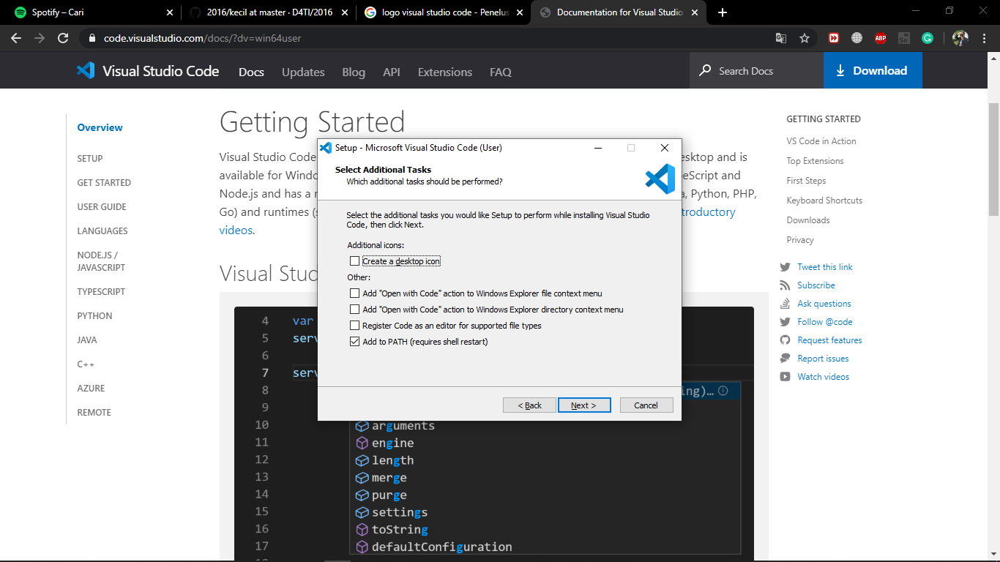 Spotify – Cari
2016/kecil at master · D4TI/2016
logo visual studio code - Penelus
Documentation for Visual Studio
code.visualstudio.com/docs/?dv=win64user
ABP
Visual Studio Code
Docs
Updates
Blog
API
Extensions
FAQ
Search Docs
Download
Overview
SETUP
GET STARTED
USER GUIDE
LANGUAGES
NODE.JS /
JAVASCRIPT
TYPESCRIPT
PYTHON
JAVA
C++
AZURE
REMOTE
Getting Started
Visual Studio Code
esktop and is
available for Windo
eScript and
Node.js and has a
, Python, PHP,
Go) and runtimes (s
troductory
videos.
Visual Stud
4 var
5 serv
6
7 serv
8 ing)...
9
10 arguments
11 engine
12 length
13 merge
14 purge
15 settings
16 toString
17 defaultConfiguration
Setup - Microsoft Visual Studio Code (User)
Select Additional Tasks
Which additional tasks should be performed?
Select the additional tasks you would like Setup to perform while installing Visual Studio
Code, then click Next.
Additional icons:
Create a desktop icon
Other:
Add "Open with Code" action to Windows Explorer file context menu
Add "Open with Code" action to Windows Explorer directory context menu
Register Code as an editor for supported file types
Add to PATH (requires shell restart)
< Back
Next >
Cancel
GETTING STARTED
VS Code in Action
Top Extensions
First Steps
Keyboard Shortcuts
Downloads
Privacy
Tweet this link
Subscribe
Ask questions
Follow @code
Request features
Report issues
Watch videos